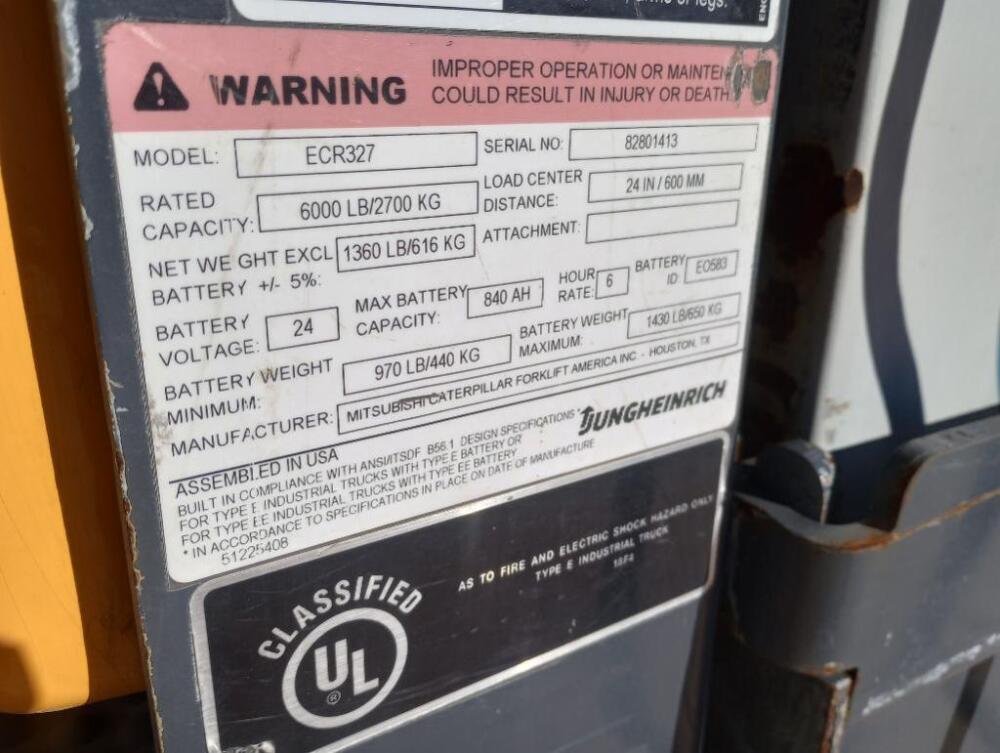 arms or legs.
WARNING
IMPROPER OPERATION OR
COULD RESULT IN INJURY OR DEATH.
MODEL: ECR327
SERIAL NO: 82801413
RATED CAPACITY: 6000 LB/2700 KG
LOAD CENTER DISTANCE: 24 IN / 600 MM
NET WEIGHT EXCL BATTERY +/- 5%: 1360 LB/616 KG
ATTACHMENT:
BATTERY VOLTAGE: 24
MAX BATTERY CAPACITY: 840 AH
HOUR RATE: 6
BATTERY ID: EO583
BATTERY WEIGHT MINIMUM: 970 LB/440 KG
BATTERY WEIGHT MAXIMUM: 1430 LB/650 KG
MANUFACTURER: MITSUBISHI CATERPILLAR FORKLIFT AMERICA INC - HOUSTON, TX
ASSEMBLED IN USA
BUILT IN COMPLIANCE WITH ANSI/ITSDF B56.1 DESIGN SPECIFICATIONS *
FOR TYPE E INDUSTRIAL TRUCKS WITH TYPE E BATTERY OR
FOR TYPE EE INDUSTRIAL TRUCKS WITH TYPE EE BATTERY
* IN ACCORDANCE TO SPECIFICATIONS IN PLACE ON DATE OF MANUFACTURE
51225408
JUNGHEINRICH
CLASSIFIED
UL
®
AS TO FIRE AND ELECTRIC SHOCK HAZARD ONLY
TYPE E INDUSTRIAL TRUCK
18F4